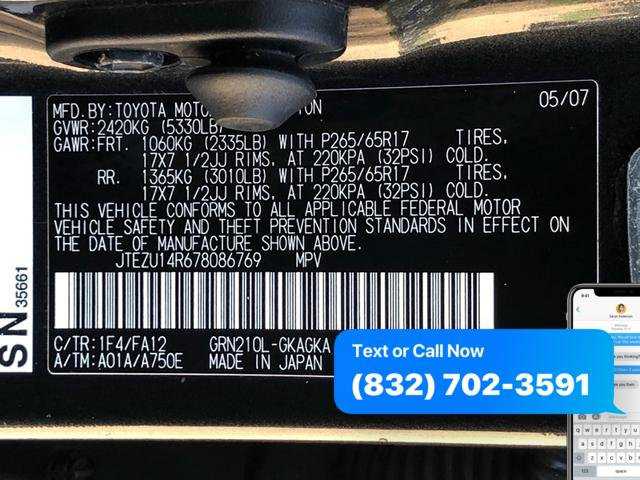 MFD.BY:TOYOTA MOTO 05/07
GVWR:2420KG (5330LB)
GAWR:FRT. 1060KG (2335LB) WITH P265/65R17 TIRES,
17X7 1/2JJ RIMS, AT 220KPA (32PSI) COLD.
RR. 1365KG (3010LB) WITH P265/65R17 TIRES,
17X7 1/2JJ RIMS, AT 220KPA (32PSI) COLD.
THIS VEHICLE CONFORMS TO ALL APPLICABLE FEDERAL MOTOR
VEHICLE SAFETY AND THEFT PREVENTION STANDARDS IN EFFECT ON
THE DATE OF MANUFACTURE SHOWN ABOVE.
JTEZU14R678086769 MPV
C/TR:1F4/FA12 GRN210L-GKAGKA
A/TM:A01A/A750E MADE IN JAPAN
SN 35661
Text or Call Now
(832) 702-3591